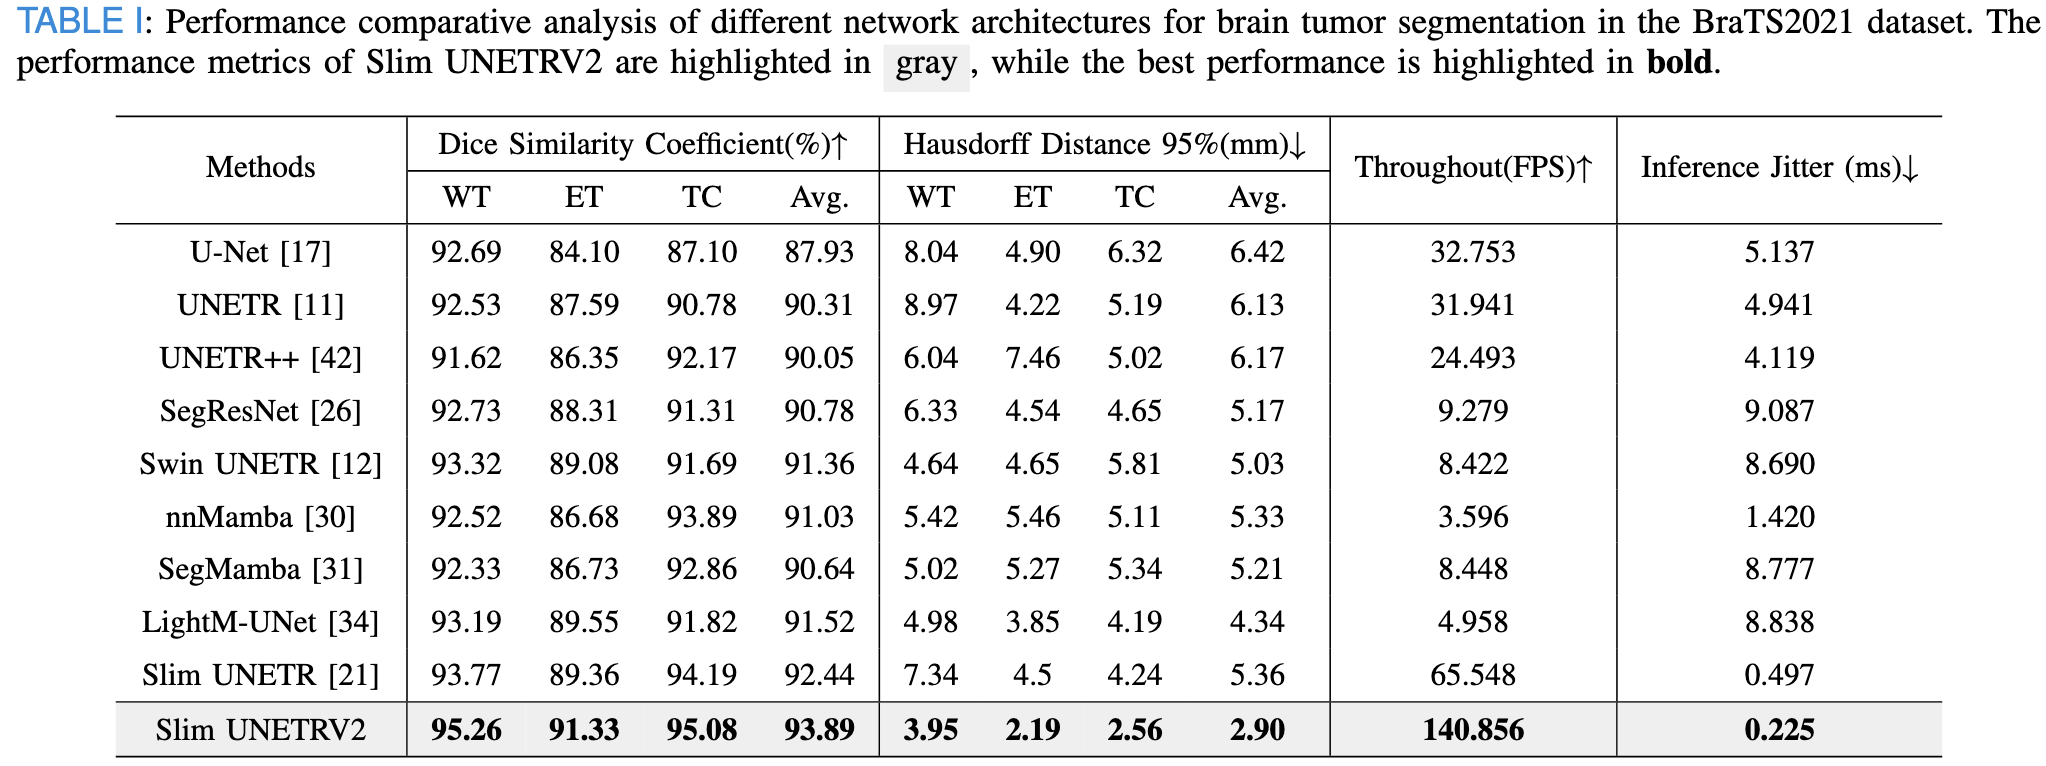 TABLE I: Performance comparative analysis of different network architectures for brain tumor segmentation in the BraTS2021 dataset. The
performance metrics of Slim UNETRV2 are highlighted in gray , while the best performance is highlighted in bold.
Methods Dice Similarity Coefficient(%)↑ Hausdorff Distance 95%(mm)↓ Throughout(FPS)↑ Inference Jitter (ms)↓
WT ET TC Avg. WT ET TC Avg.
U-Net [17] 92.69 84.10 87.10 87.93 8.04 4.90 6.32 6.42 32.753 5.137
UNETR [11] 92.53 87.59 90.78 90.31 8.97 4.22 5.19 6.13 31.941 4.941
UNETR++ [42] 91.62 86.35 92.17 90.05 6.04 7.46 5.02 6.17 24.493 4.119
SegResNet [26] 92.73 88.31 91.31 90.78 6.33 4.54 4.65 5.17 9.279 9.087
Swin UNETR [12] 93.32 89.08 91.69 91.36 4.64 4.65 5.81 5.03 8.422 8.690
nnMamba [30] 92.52 86.68 93.89 91.03 5.42 5.46 5.11 5.33 3.596 1.420
SegMamba [31] 92.33 86.73 92.86 90.64 5.02 5.27 5.34 5.21 8.448 8.777
LightM-UNet [34] 93.19 89.55 91.82 91.52 4.98 3.85 4.19 4.34 4.958 8.838
Slim UNETR [21] 93.77 89.36 94.19 92.44 7.34 4.5 4.24 5.36 65.548 0.497
Slim UNETRV2 95.26 91.33 95.08 93.89 3.95 2.19 2.56 2.90 140.856 0.225